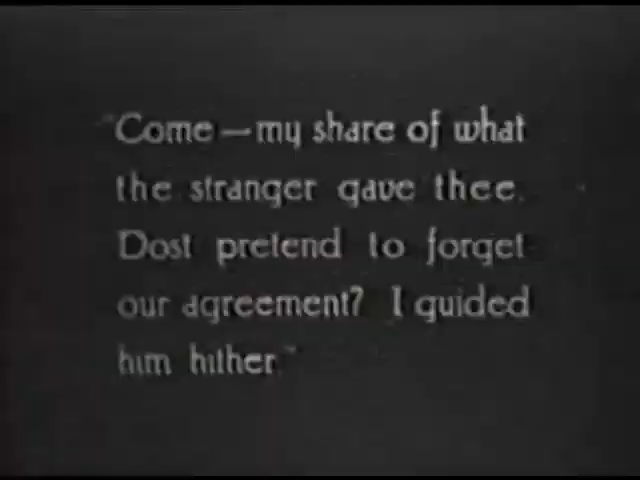 "Come—my share of what
the stranger gave thee.
Dost pretend to forget
our agreement? I guided
him hither."